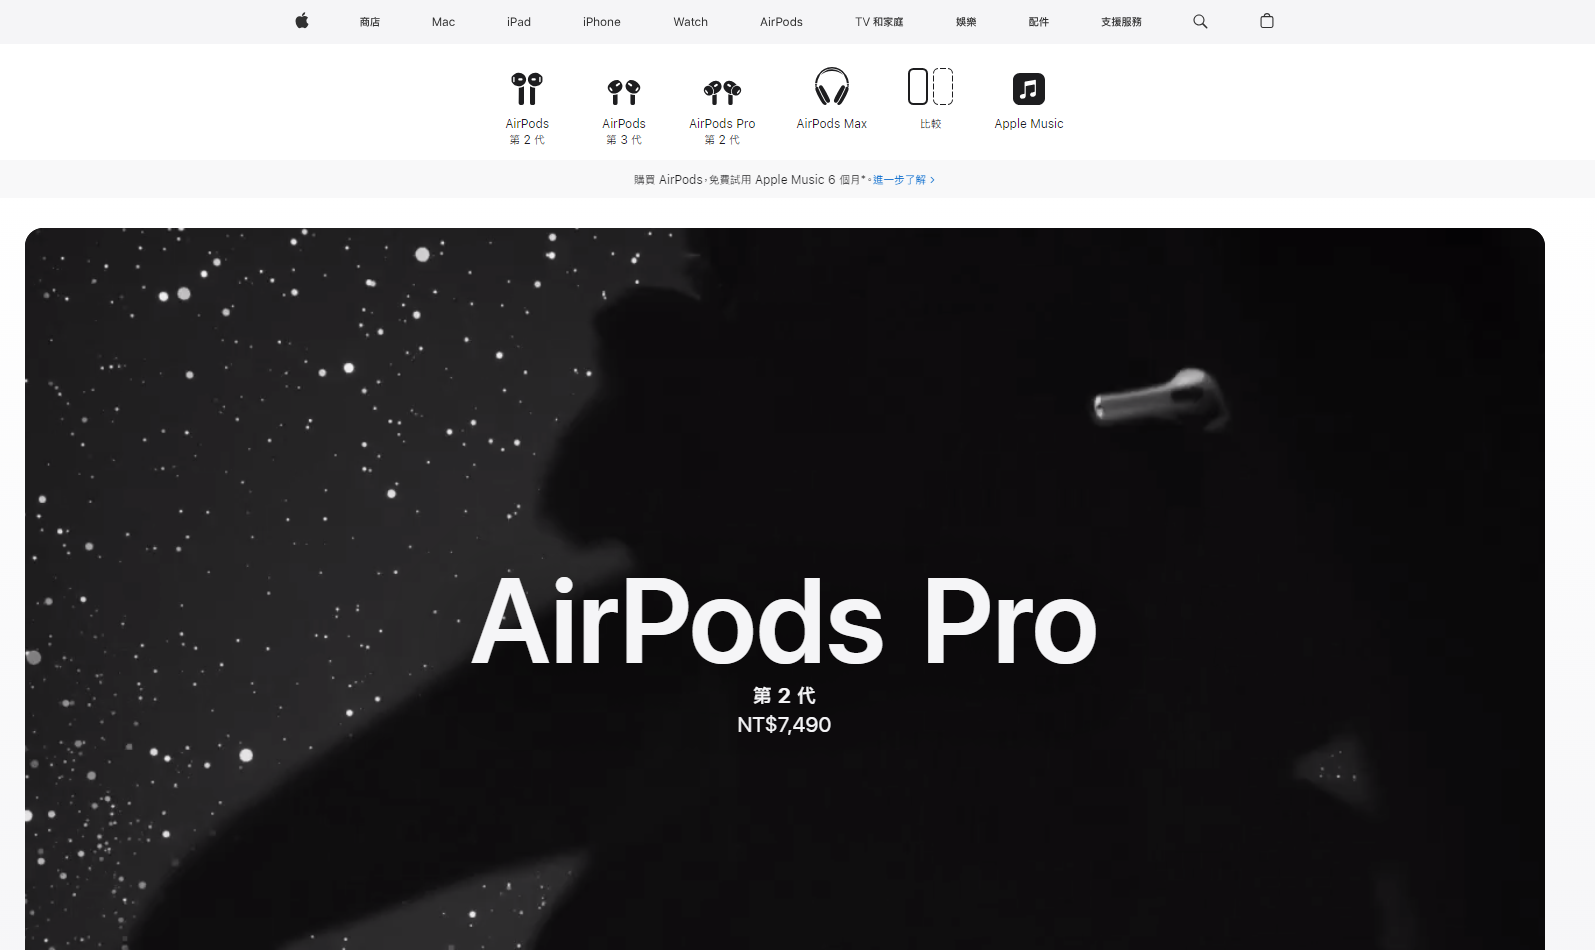 商店 Mac iPad iPhone Watch AirPods TV 和家庭 娛樂 配件 支援服務
AirPods 第 2 代
AirPods 第 3 代
AirPods Pro 第 2 代
AirPods Max
比較
Apple Music
購買 AirPods，免費試用 Apple Music 6 個月*。進一步了解 >
AirPods Pro
第 2 代
NT$7,490